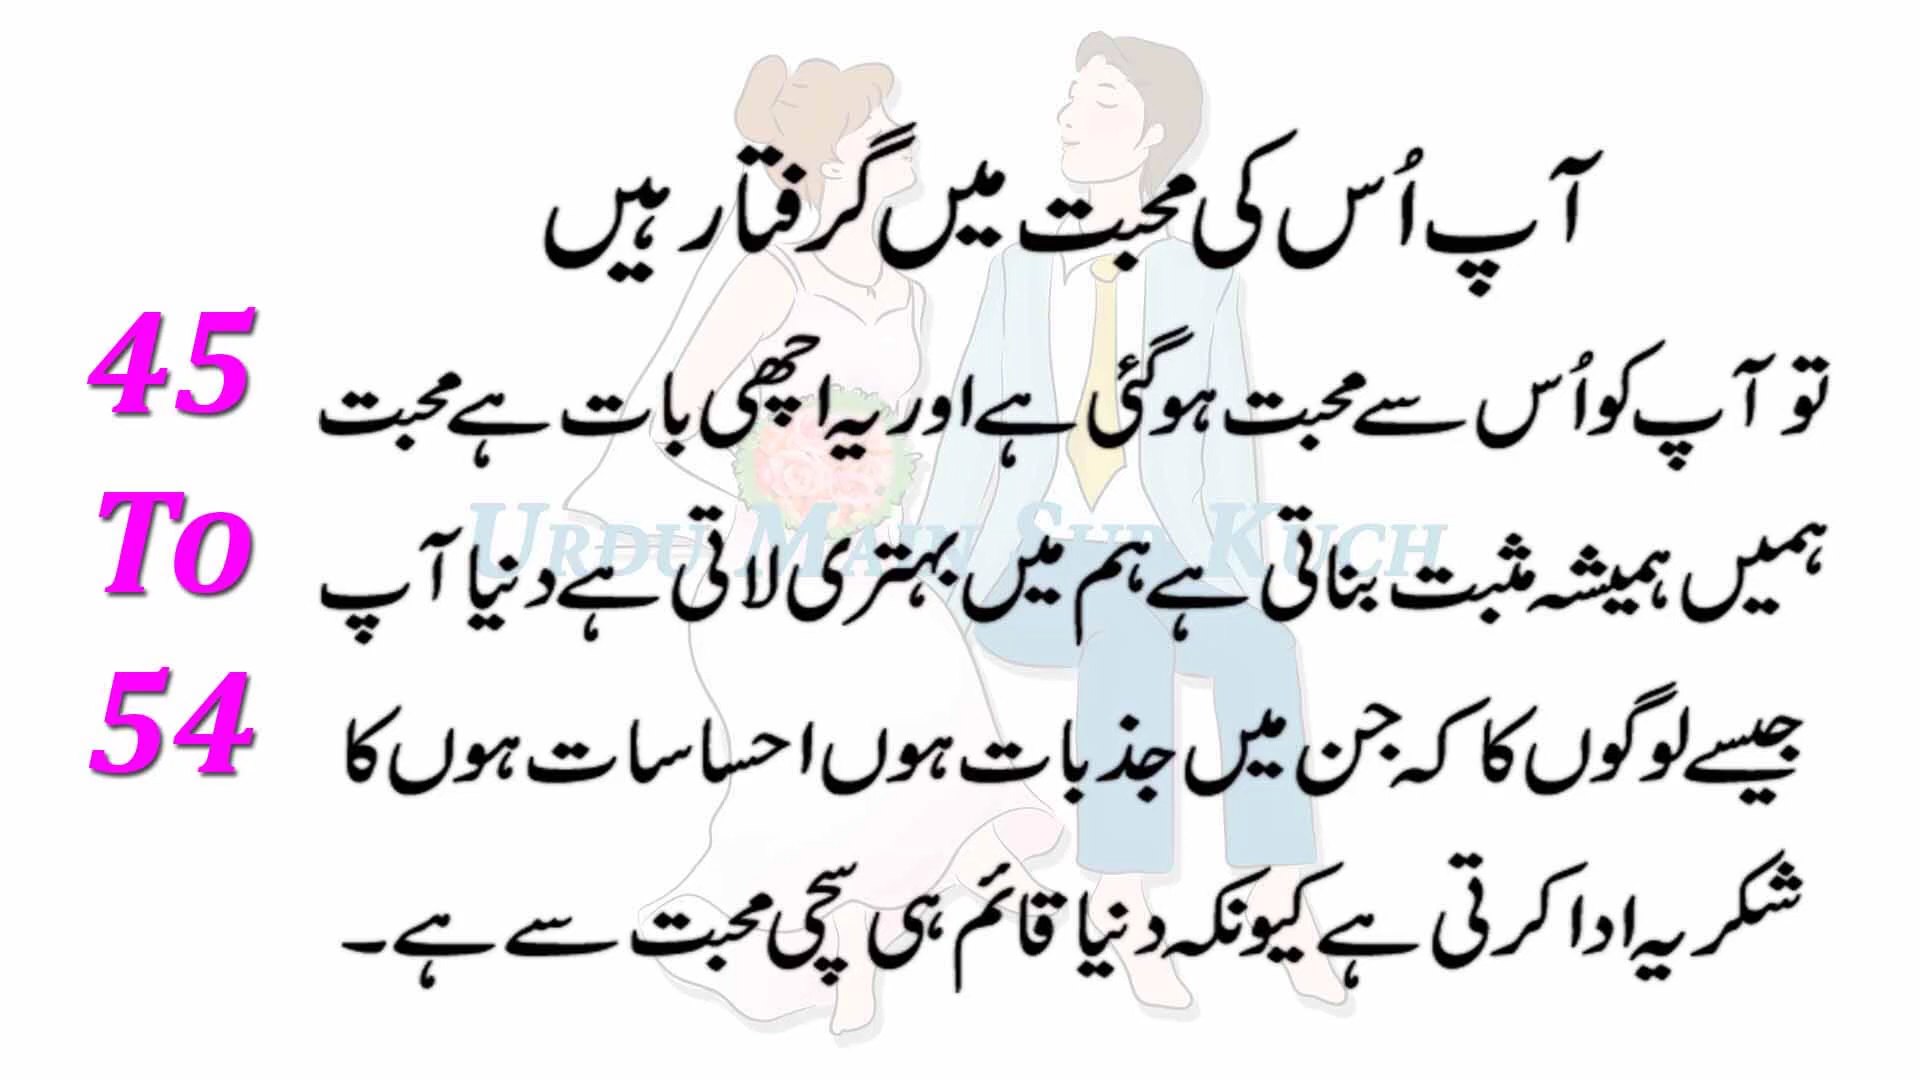 آپ اُس کی محبت میں گرفتار ہیں
45
تو آپ کو اُس سے محبت ہو گئی ہے اور یہ اچھی بات ہے محبت
To
ہمیں ہمیشہ مثبت بناتی ہے ہم میں بہتری لاتی ہے دنیا آپ
URDU MAIN SUB KUCH
54
جیسے لوگوں کا کہ جن میں جذبات ہوں احساسات ہوں کا
شکریہ ادا کرتی ہے کیونکہ دنیا قائم ہی سچی محبت سے ہے۔